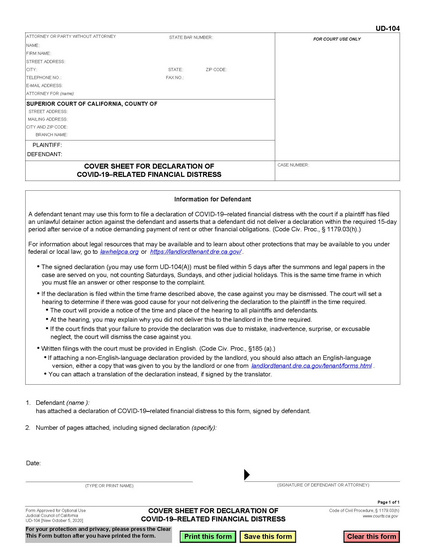 UD-104
ATTORNEY OR PARTY WITHOUT ATTORNEY STATE BAR NUMBER:
FOR COURT USE ONLY
NAME:
FIRM NAME:
STREET ADDRESS:
CITY: STATE: ZIP CODE:
TELEPHONE NO.: FAX NO.:
E-MAIL ADDRESS:
ATTORNEY FOR (name):
SUPERIOR COURT OF CALIFORNIA, COUNTY OF
STREET ADDRESS:
MAILING ADDRESS:
CITY AND ZIP CODE:
BRANCH NAME:
PLAINTIFF:
DEFENDANT:
COVER SHEET FOR DECLARATION OF
COVID-19–RELATED FINANCIAL DISTRESS
CASE NUMBER:
Information for Defendant
A defendant tenant may use this form to file a declaration of COVID-19–related financial distress with the court if a plaintiff has filed
an unlawful detainer action against the defendant and asserts that a defendant did not deliver a declaration within the required 15-day
period after service of a notice demanding payment of rent or other financial obligations. (Code Civ. Proc., § 1179.03(h).)
For information about legal resources that may be available and to learn about other protections that may be available to you under
federal or local law, go to lawhelpca.org or https://landlordtenant.dre.ca.gov/.
• The signed declaration (you may use form UD-104(A)) must be filed within 5 days after the summons and legal papers in the
case are served on you, not counting Saturdays, Sundays, and other judicial holidays. This is the same time frame in which
you must file an answer or other response to the complaint.
• If the declaration is filed within the time frame described above, the case against you may be dismissed. The court will set a
hearing to determine if there was good cause for your not delivering the declaration to the plaintiff in the time required.
• The court will provide a notice of the time and place of the hearing to all plaintiffs and defendants.
• At the hearing, you may explain why you did not deliver this to the landlord in the time required.
• If the court finds that your failure to provide the declaration was due to mistake, inadvertence, surprise, or excusable
neglect, the court will dismiss the case against you.
• Written filings with the court must be provided in English. (Code Civ. Proc., §185 (a).)
• If attaching a non-English-language declaration provided by the landlord, you should also attach an English-language
version, either a copy that was given to you by the landlord or one from landlordtenant.dre.ca.gov/tenant/forms.html.
• You can attach a translation of the declaration instead, if signed by the translator.
1. Defendant (name ):
has attached a declaration of COVID-19–related financial distress to this form, signed by defendant.
2. Number of pages attached, including signed declaration (specify):
Date:
(TYPE OR PRINT NAME) (SIGNATURE OF DEFENDANT OR ATTORNEY)
Page 1 of 1
Form Approved for Optional Use
Judicial Council of California
UD-104 [New October 5, 2020]
COVER SHEET FOR DECLARATION OF
COVID-19–RELATED FINANCIAL DISTRESS
Code of Civil Procedure, § 1179.03(h)
www.courts.ca.gov
For your protection and privacy, please press the Clear
This Form button after you have printed the form.
Print this form Save this form Clear this form